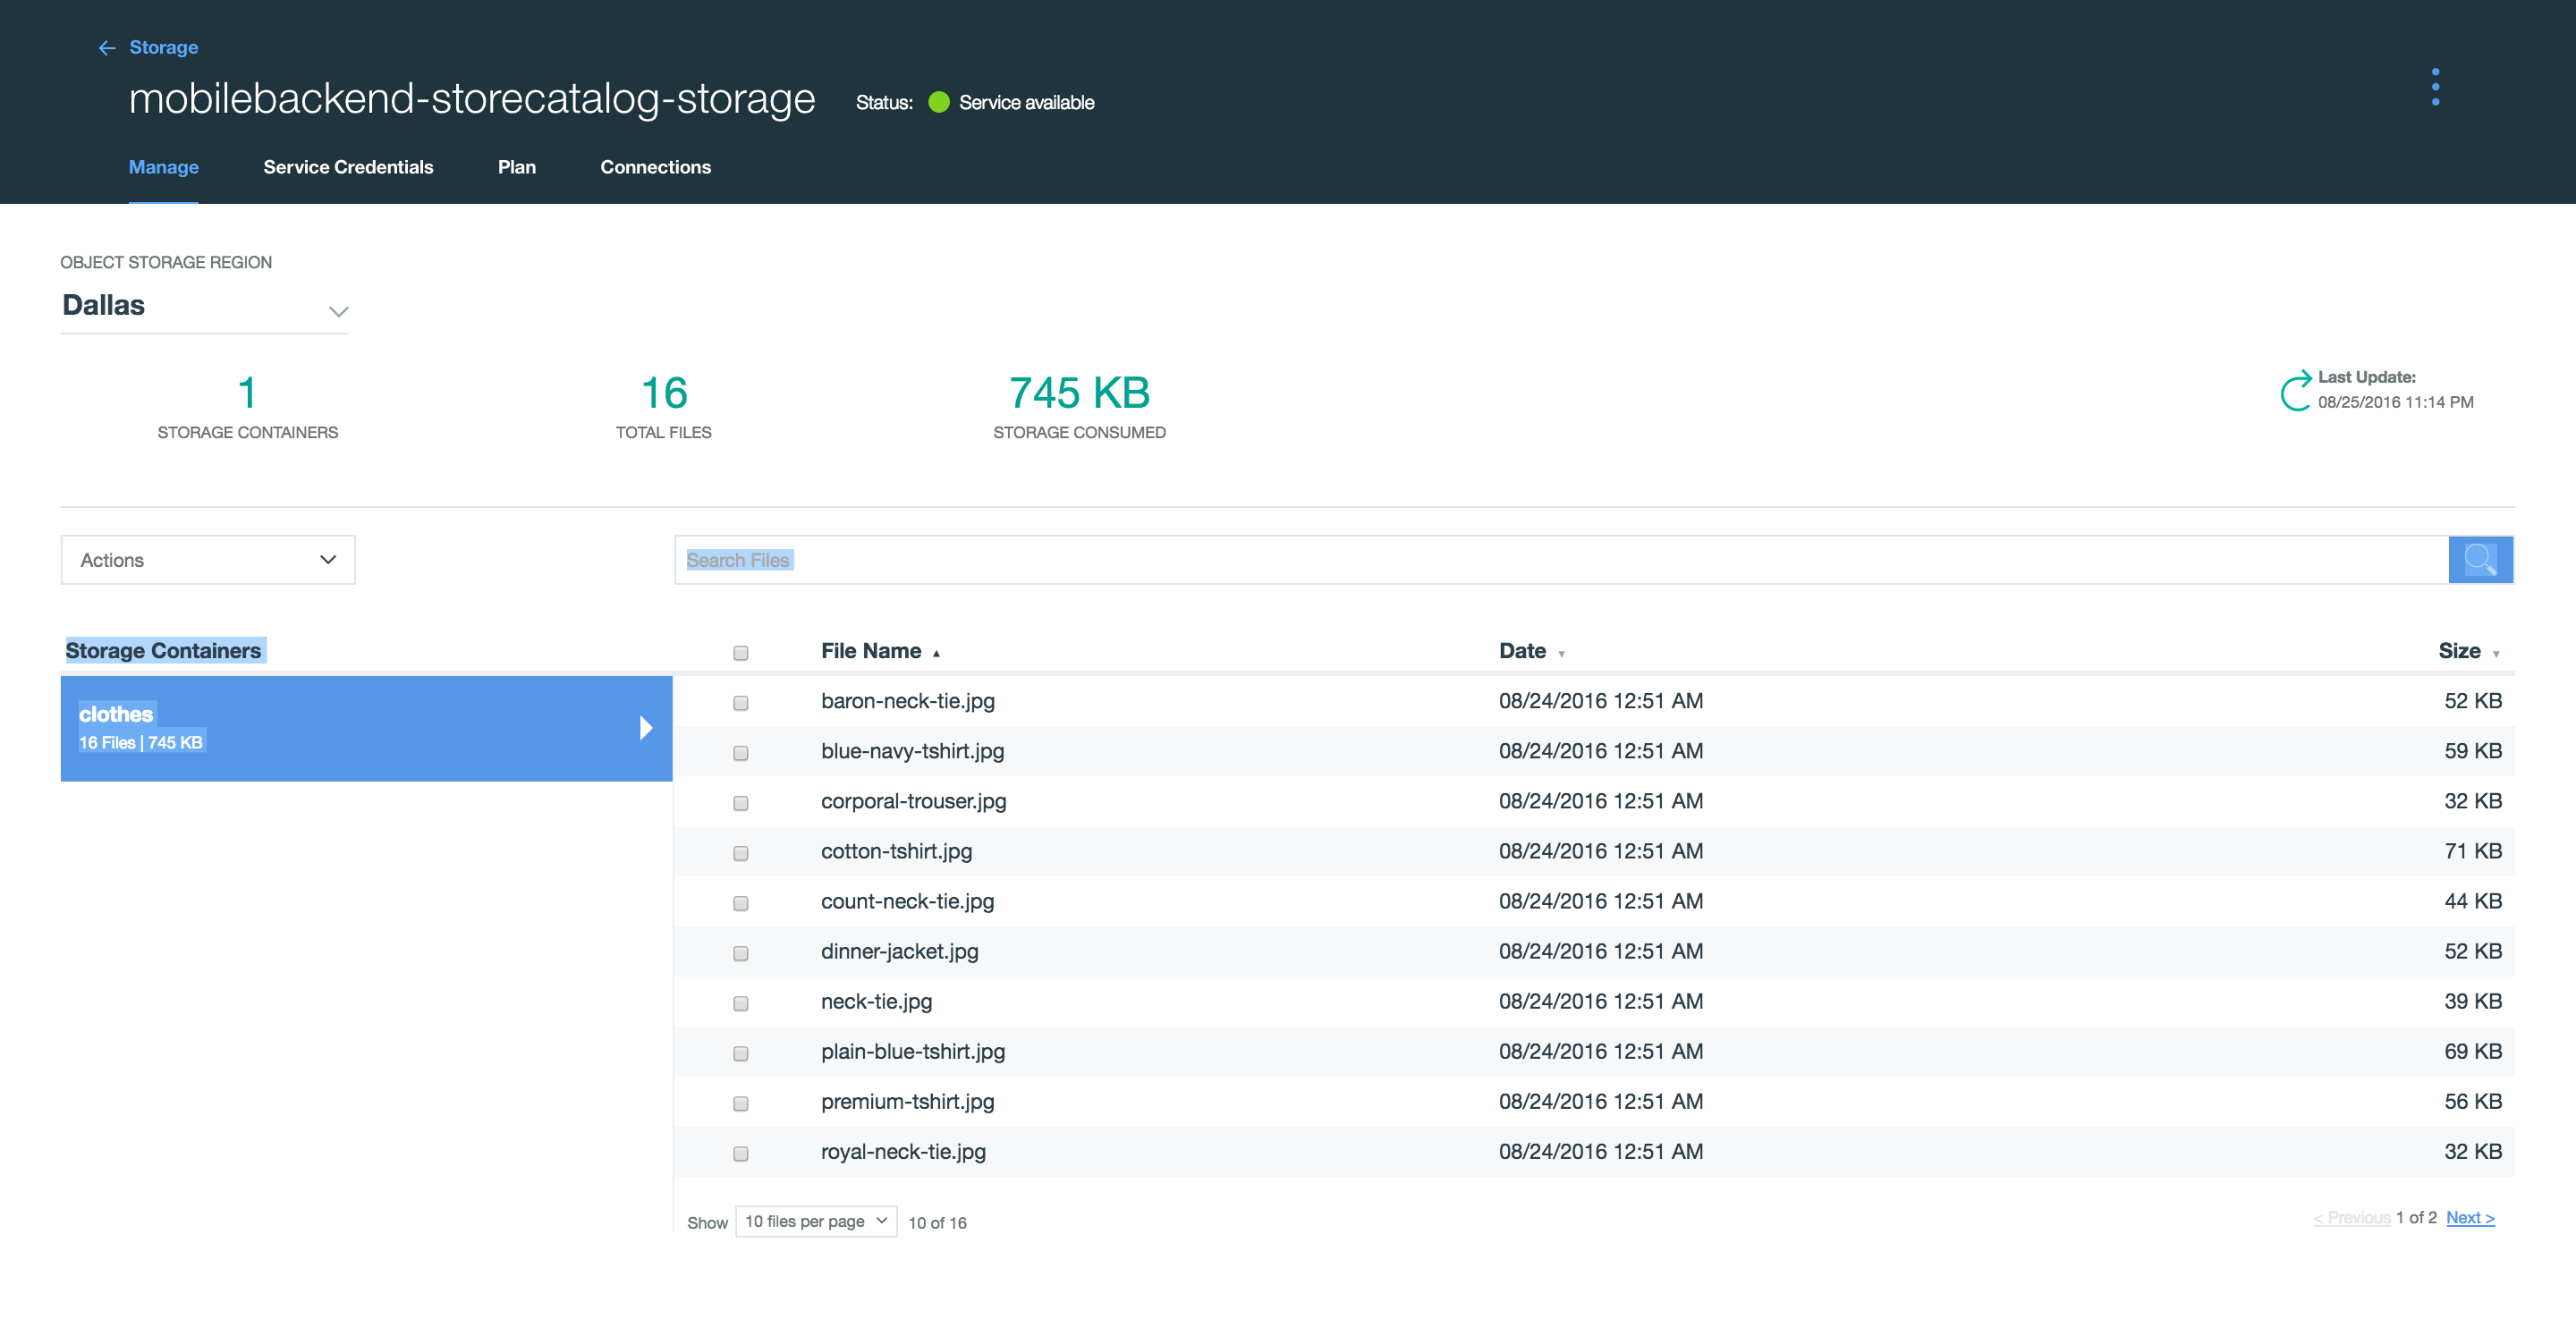 Storage
mobilebackend-storecatalog-storage Status: Service available
Manage Service Credentials Plan Connections
OBJECT STORAGE REGION
Dallas
1 16 745 KB
STORAGE CONTAINERS TOTAL FILES STORAGE CONSUMED
Last Update:
08/25/2016 11:14 PM
Actions Search Files
Storage Containers
clothes
16 Files | 745 KB
File Name Date Size
baron-neck-tie.jpg 08/24/2016 12:51 AM 52 KB
blue-navy-tshirt.jpg 08/24/2016 12:51 AM 59 KB
corporal-trouser.jpg 08/24/2016 12:51 AM 32 KB
cotton-tshirt.jpg 08/24/2016 12:51 AM 71 KB
count-neck-tie.jpg 08/24/2016 12:51 AM 44 KB
dinner-jacket.jpg 08/24/2016 12:51 AM 52 KB
neck-tie.jpg 08/24/2016 12:51 AM 39 KB
plain-blue-tshirt.jpg 08/24/2016 12:51 AM 69 KB
premium-tshirt.jpg 08/24/2016 12:51 AM 56 KB
royal-neck-tie.jpg 08/24/2016 12:51 AM 32 KB
Show 10 files per page 10 of 16 < Previous 1 of 2 Next >